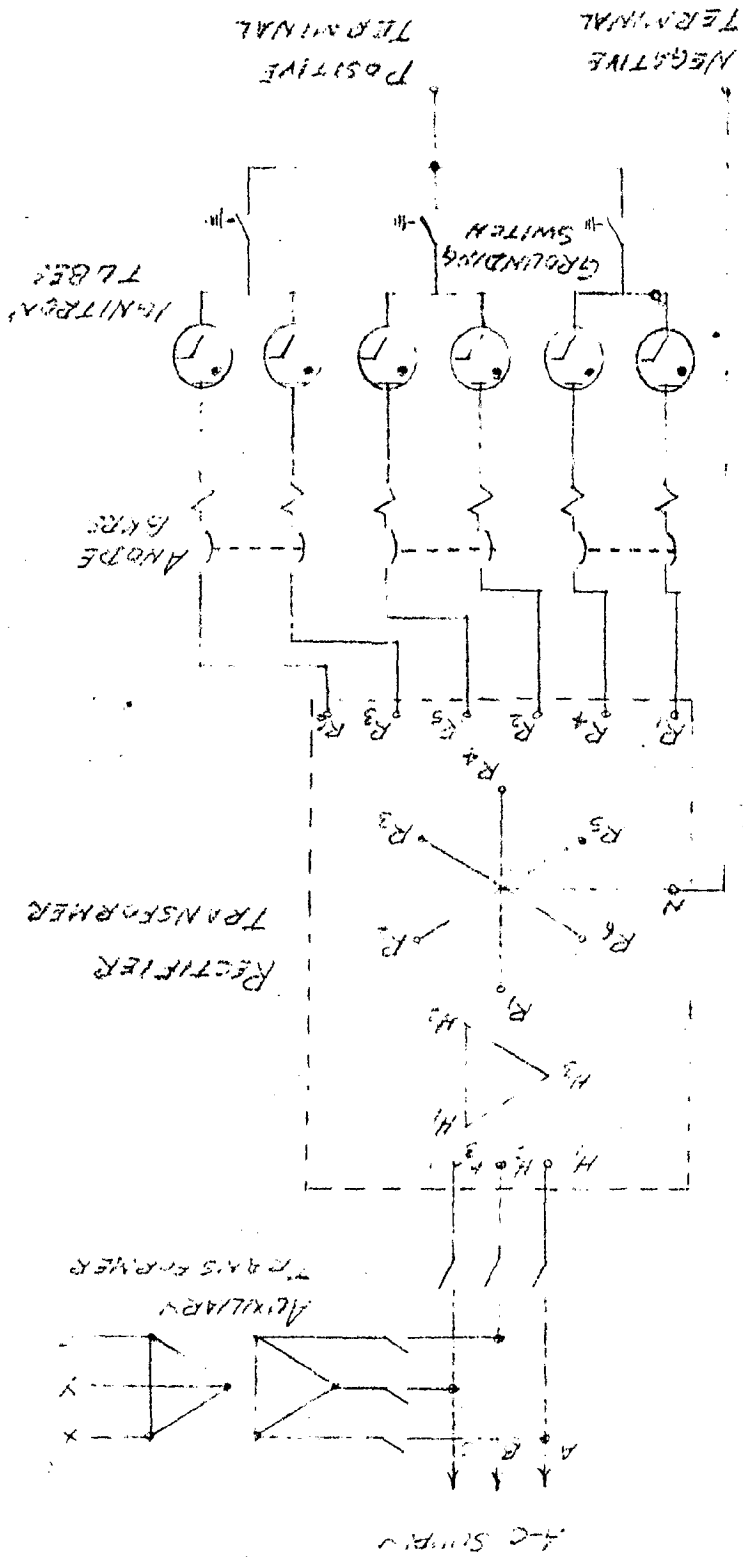 A-C SUPPLY
A B C
X
Y
AUXILIARY
TRANSFORMER
H1 H2 H3
H1
H3
H2
R1
RECTIFIER
TRANSFORMER
R6 R2
N
R5 R3
R4
R1 R4 R2 R5 R3 R6
ANODE
BKRS
IGNITRON
TUBES
GROUNDING
SWITCH
NEGATIVE
TERMINAL
POSITIVE
TERMINAL